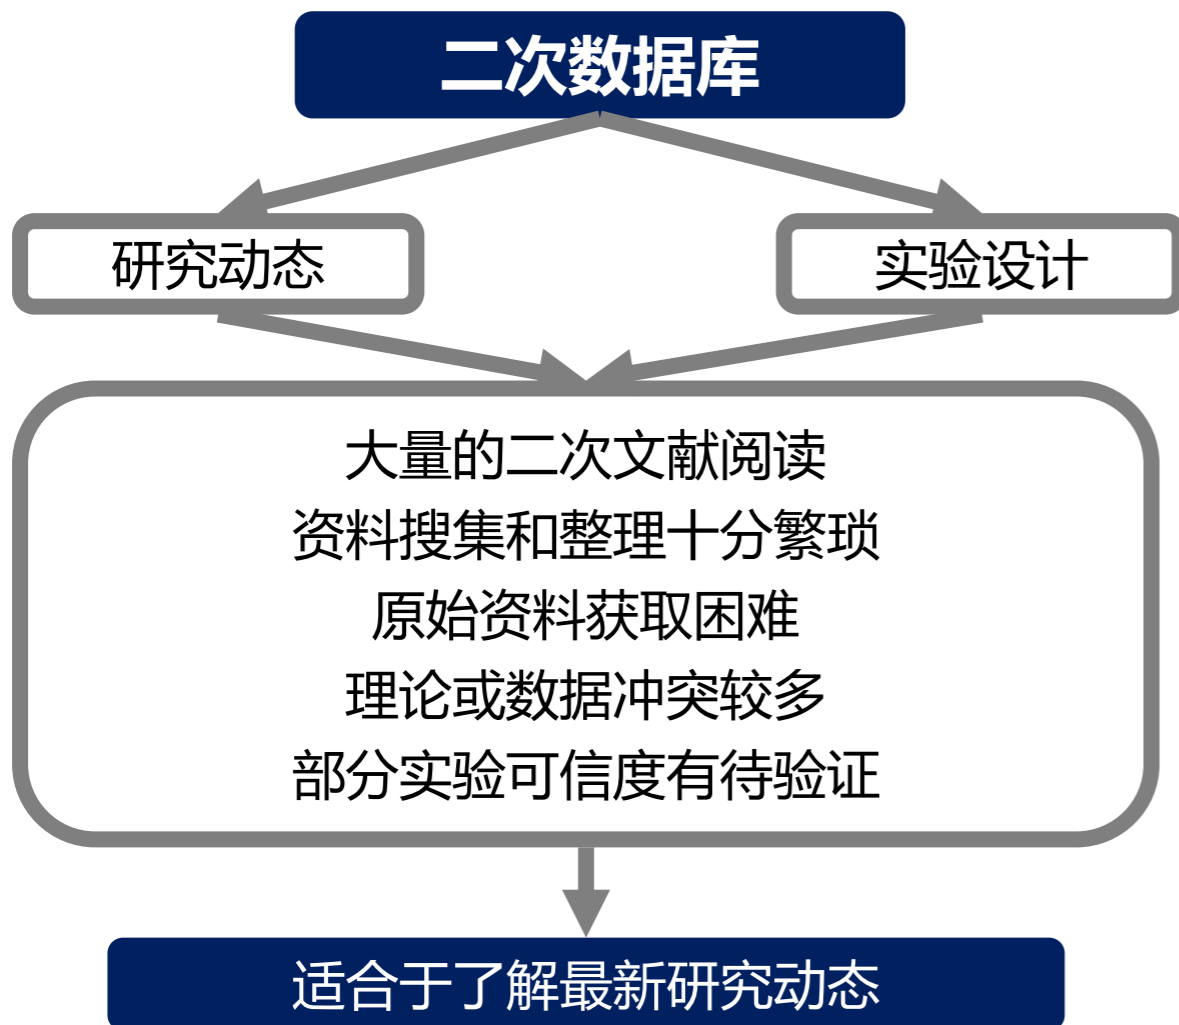 二次数据库
研究动态
实验设计
大量的二次文献阅读
资料搜集和整理十分繁琐
原始资料获取困难
理论或数据冲突较多
部分实验可信度有待验证
适合于了解最新研究动态